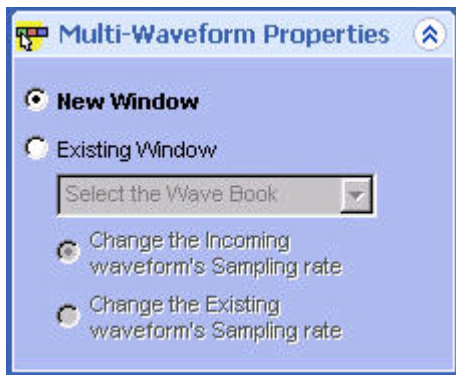 Multi-Waveform Properties
New Window
Existing Window
Select the Wave Book
Change the Incoming
waveform's Sampling rate
Change the Existing
waveform's Sampling rate